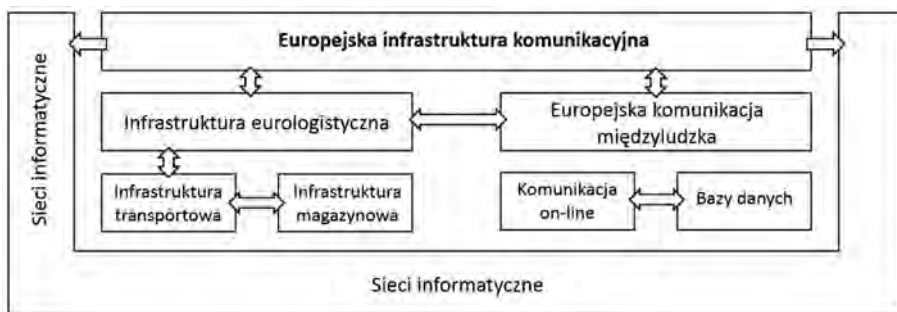 Europejska infrastruktura komunikacyjna
Sieci informatyczne
Infrastruktura eurologistyczna
Europejska komunikacja
międzyludzka
Infrastruktura
transportowa
Infrastruktura
magazynowa
Komunikacja
on-line
Bazy danych
Sieci informatyczne